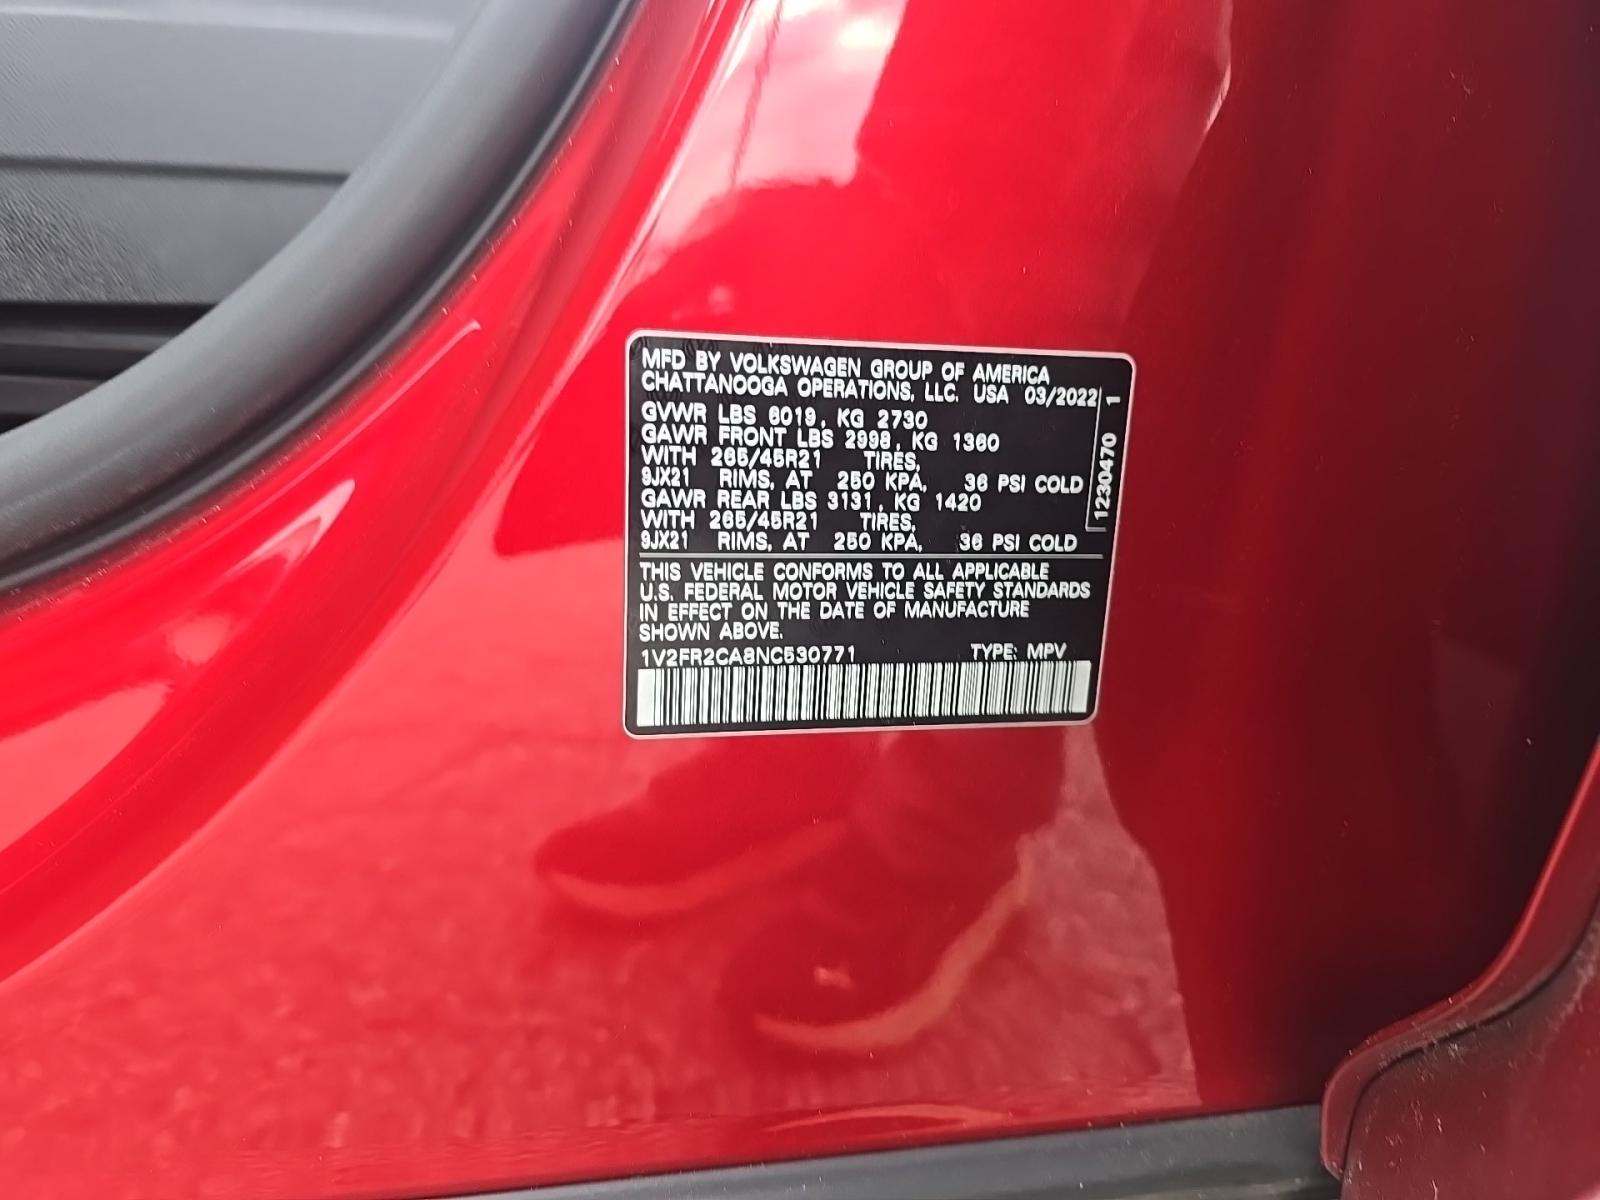 MFD BY VOLKSWAGEN GROUP OF AMERICA
CHATTANOOGA OPERATIONS, LLC. USA 03/2022
GVWR LBS 6019, KG 2730
GAWR FRONT LBS 2998, KG 1360
WITH 265/45R21 TIRES,
9JX21 RIMS, AT 250 KPA, 36 PSI COLD
GAWR REAR LBS 3131, KG 1420
WITH 265/45R21 TIRES,
9JX21 RIMS, AT 250 KPA, 36 PSI COLD
1230470 1
THIS VEHICLE CONFORMS TO ALL APPLICABLE
U.S. FEDERAL MOTOR VEHICLE SAFETY STANDARDS
IN EFFECT ON THE DATE OF MANUFACTURE
SHOWN ABOVE.
1V2FR2CA8NC530771 TYPE: MPV